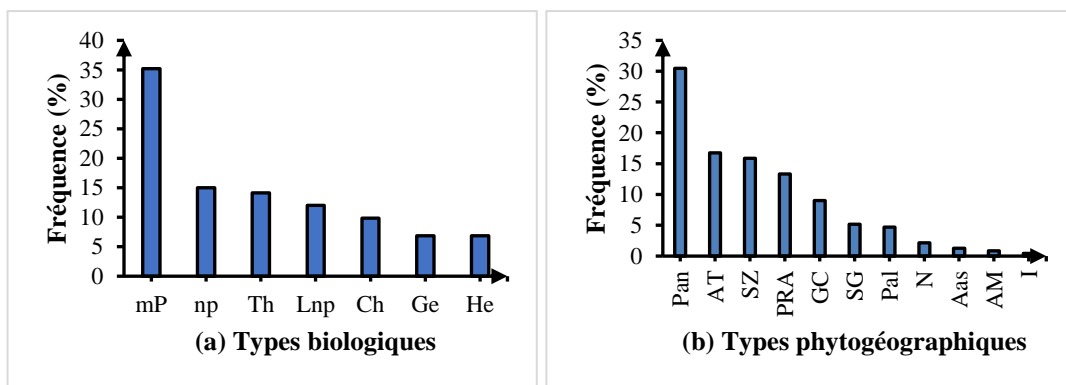 Fréquence (%)
40
35
30
25
20
15
10
5
0
mP np Th Lnp Ch Ge He
(a) Types biologiques
Fréquence (%)
35
30
25
20
15
10
5
0
Pan AT SZ PRA GC SG Pal N Aas AM I
(b) Types phytogéographiques